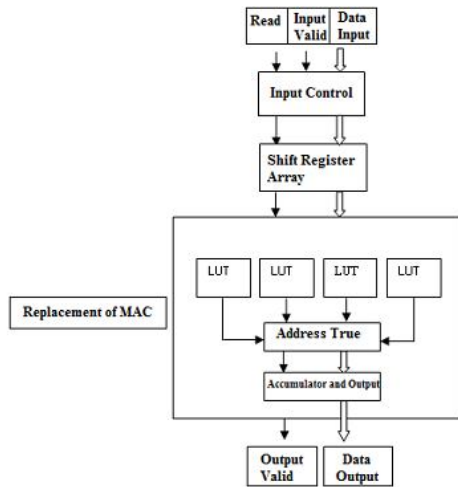 Read
Input
Valid
Data
Input
Input Control
Shift Register
Array
LUT
LUT
LUT
LUT
Replacement of MAC
Address True
Accumulator and Output
Output
Valid
Data
Output